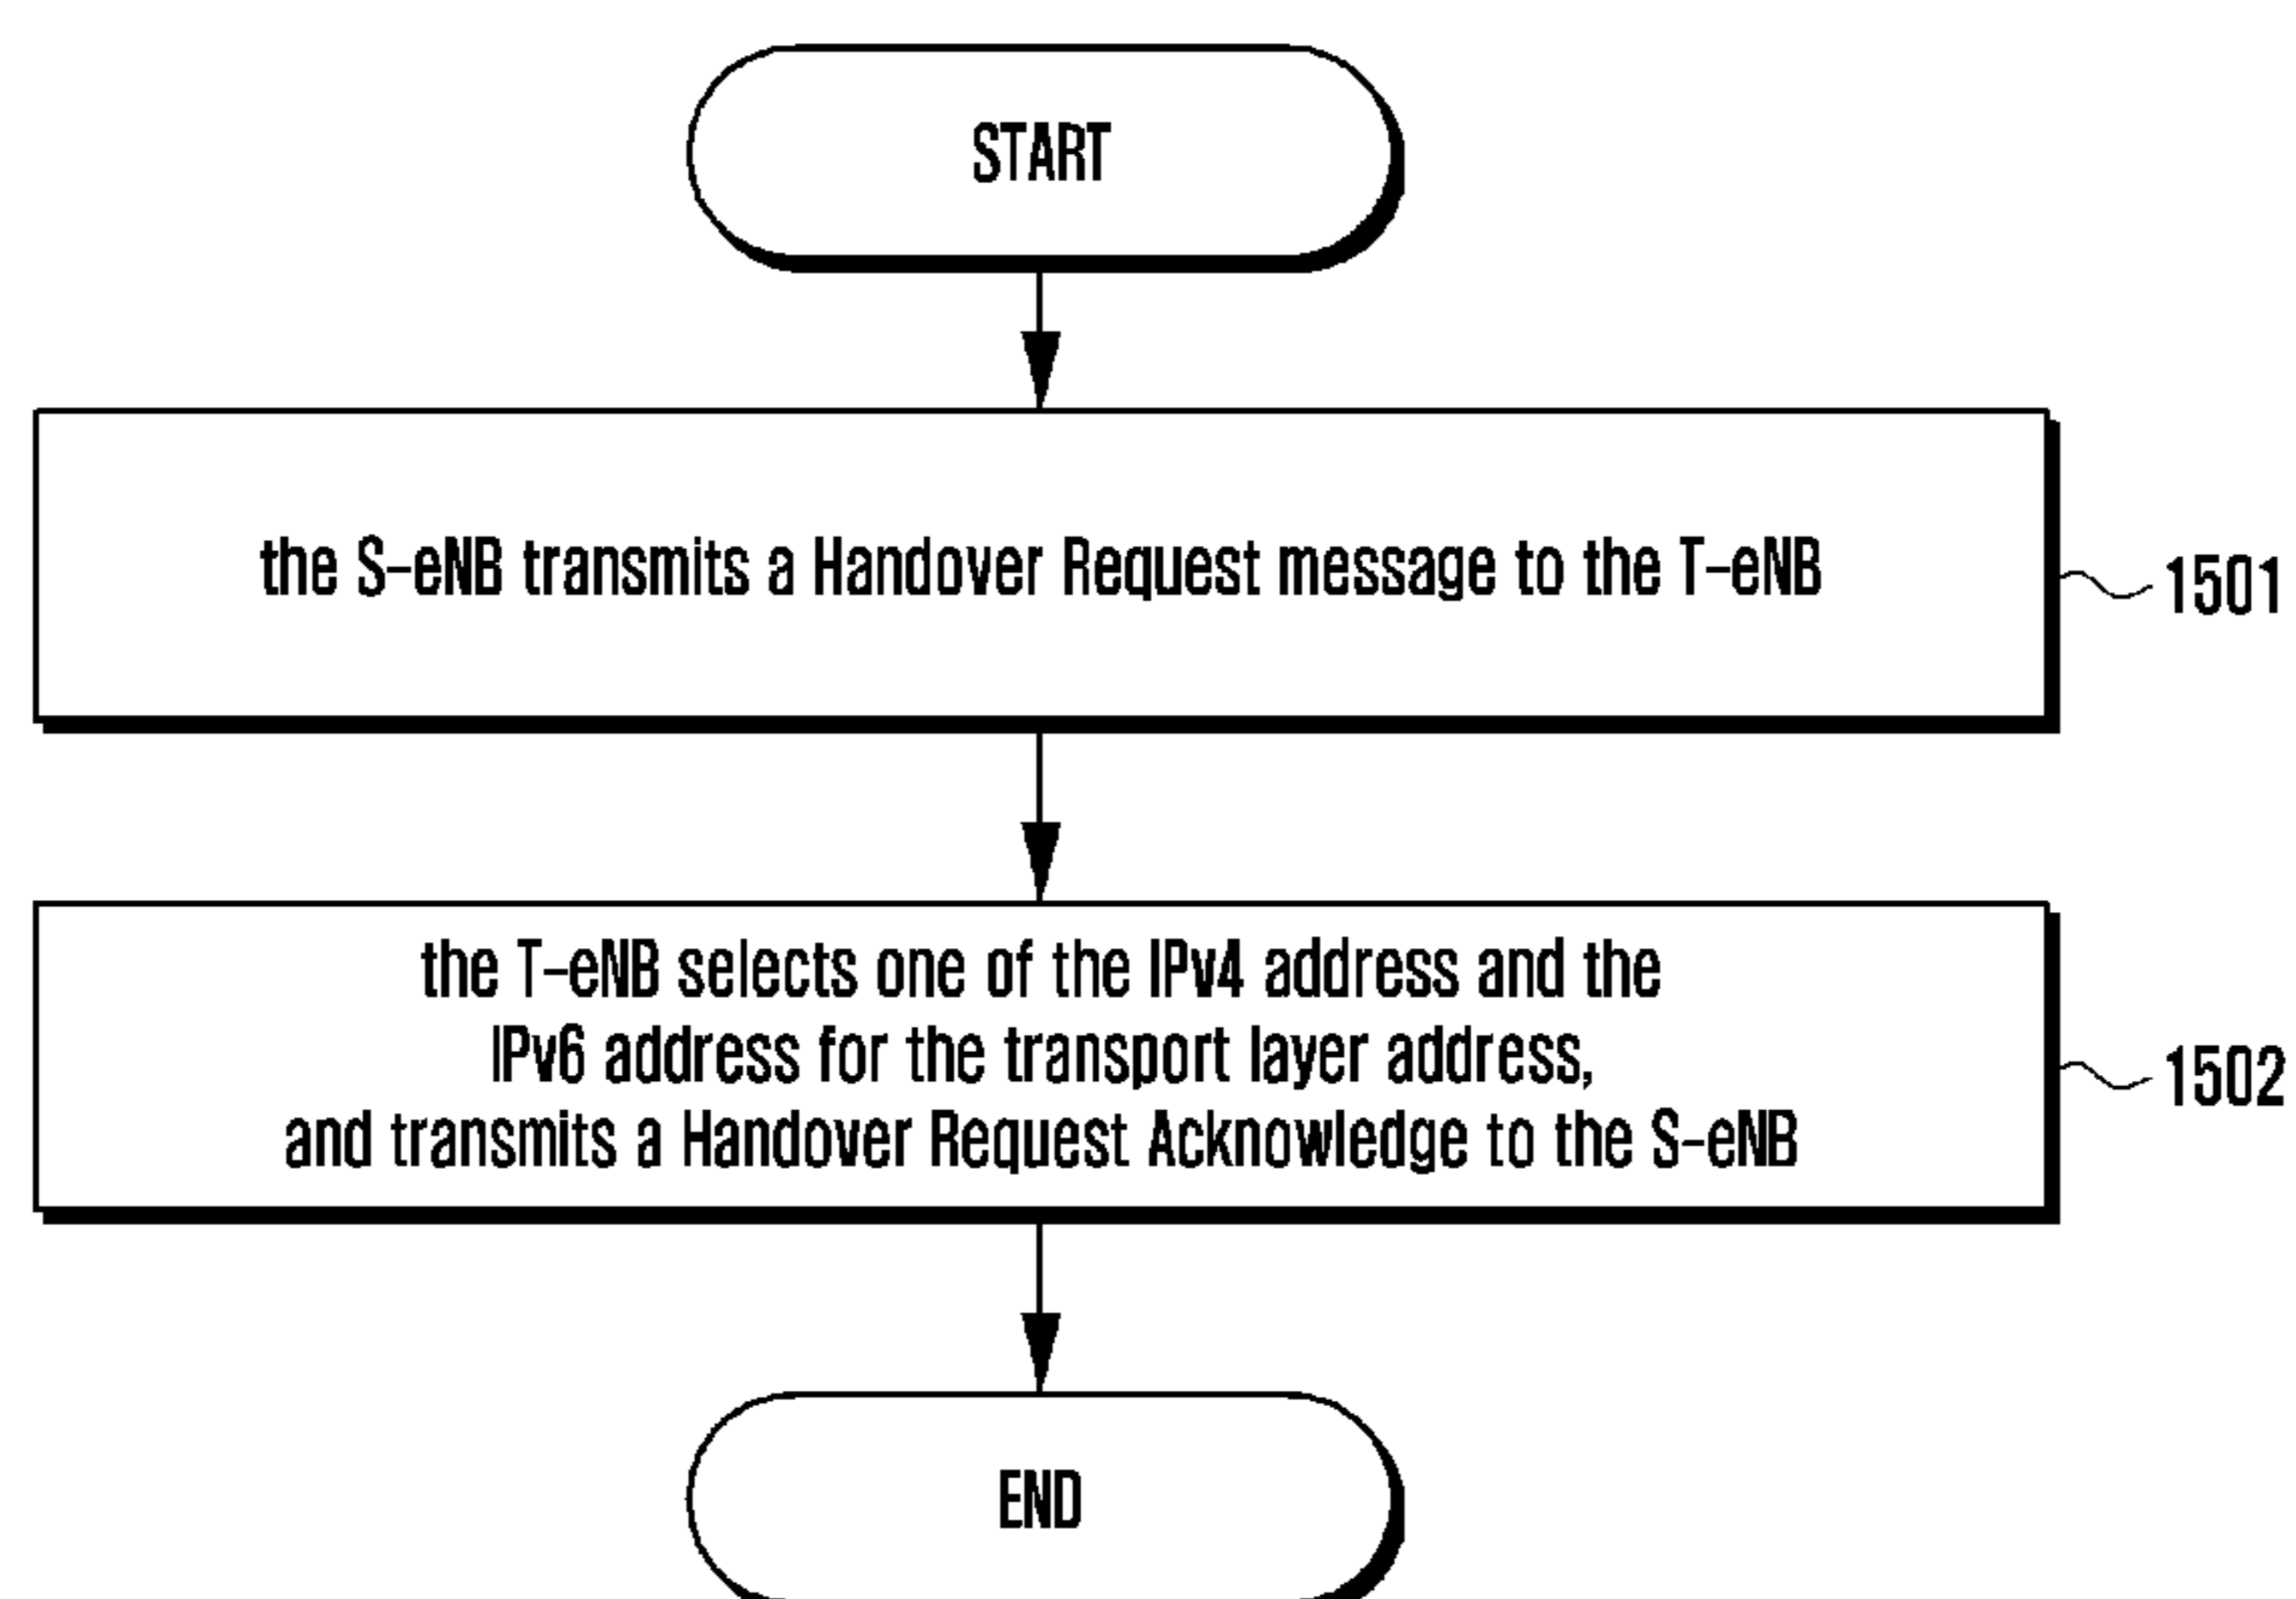 START
the S-eNB transmits a Handover Request message to the T-eNB
1501
the T-eNB selects one of the IPv4 address and the
IPv6 address for the transport layer address,
and transmits a Handover Request Acknowledge to the S-eNB
1502
END